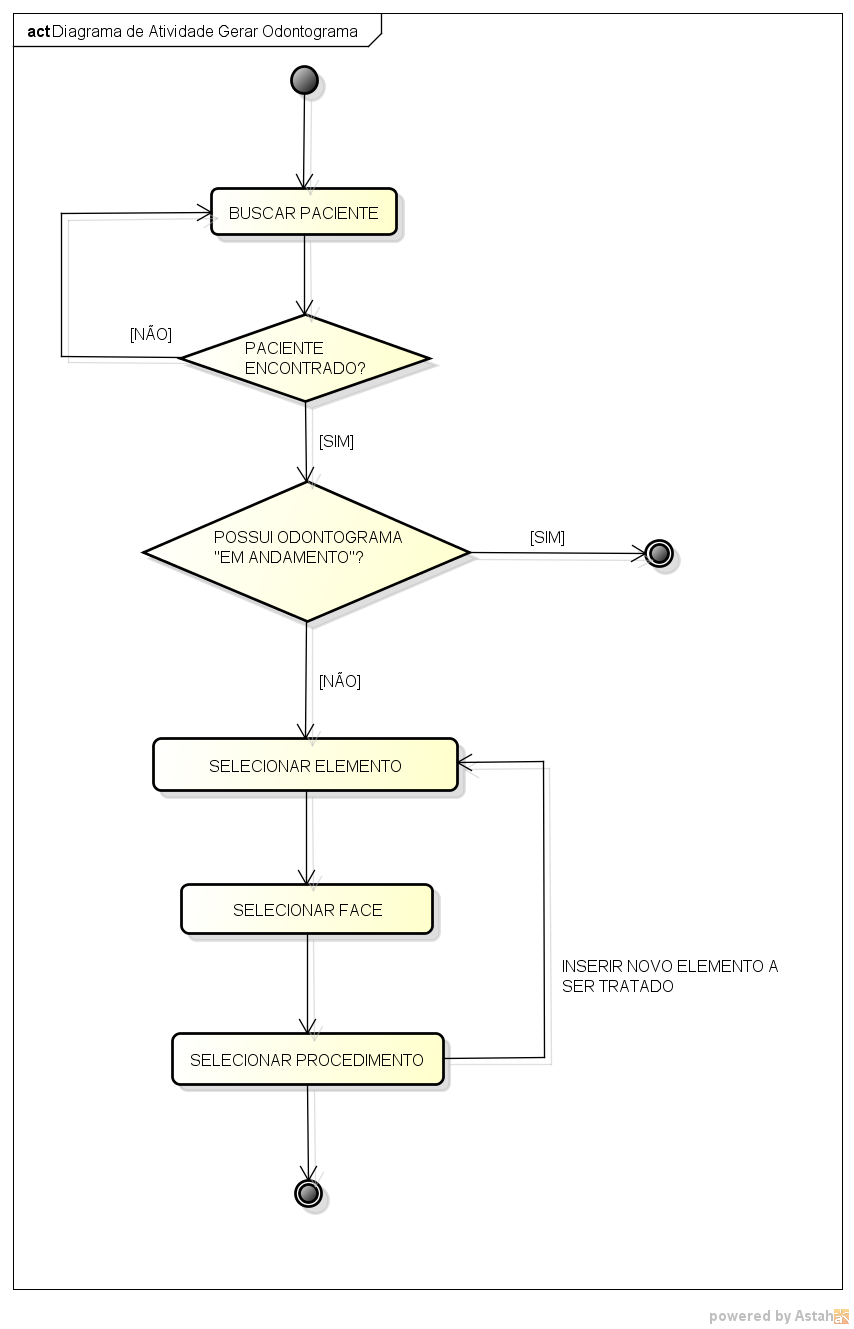 act Diagrama de Atividade Gerar Odontograma
BUSCAR PACIENTE
[NÃO]
PACIENTE
ENCONTRADO?
[SIM]
POSSUI ODONTOGRAMA
"EM ANDAMENTO"?
[SIM]
[NÃO]
SELECIONAR ELEMENTO
SELECIONAR FACE
INSERIR NOVO ELEMENTO A
SER TRATADO
SELECIONAR PROCEDIMENTO
powered by Astah